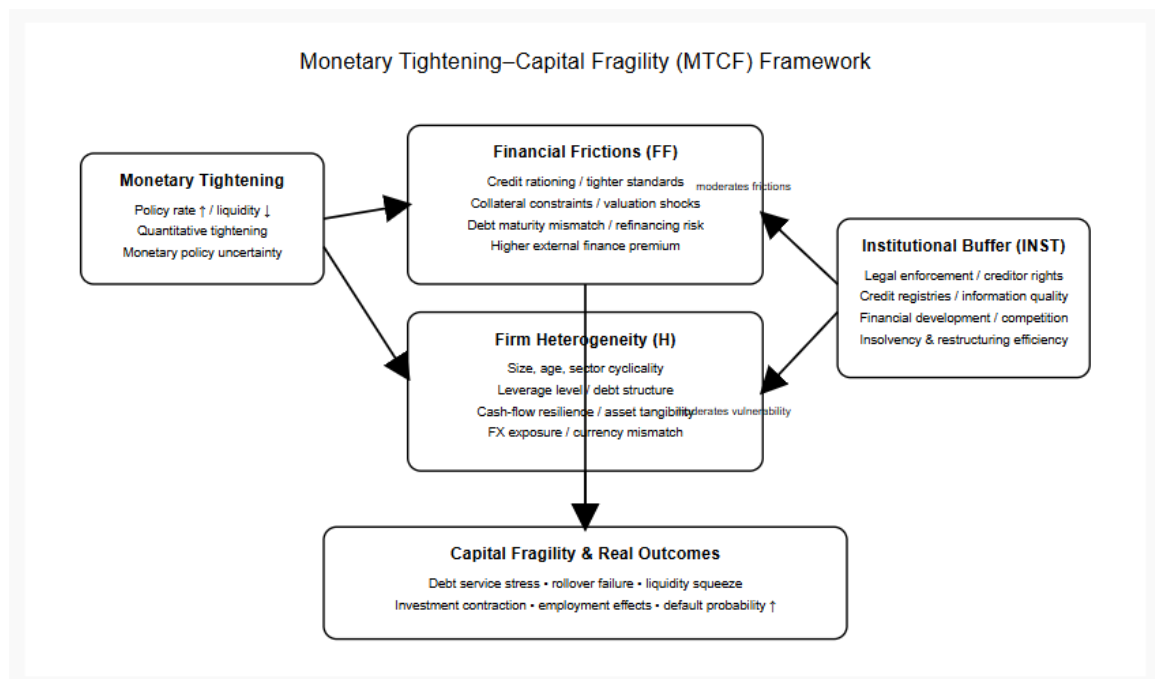 Monetary Tightening–Capital Fragility (MTCF) Framework
Monetary Tightening
Policy rate ↑ / liquidity ↓
Quantitative tightening
Monetary policy uncertainty
Financial Frictions (FF)
Credit rationing / tighter standards
Collateral constraints / valuation shocks
Debt maturity mismatch / refinancing risk
Higher external finance premium
moderates frictions
Institutional Buffer (INST)
Legal enforcement / creditor rights
Credit registries / information quality
Financial development / competition
Insolvency & restructuring efficiency
Firm Heterogeneity (H)
Size, age, sector cyclicality
Leverage level / debt structure
Cash-flow resilience / asset tangibility
FX exposure / currency mismatch
moderates vulnerability
Capital Fragility & Real Outcomes
Debt service stress • rollover failure • liquidity squeeze
Investment contraction • employment effects • default probability ↑